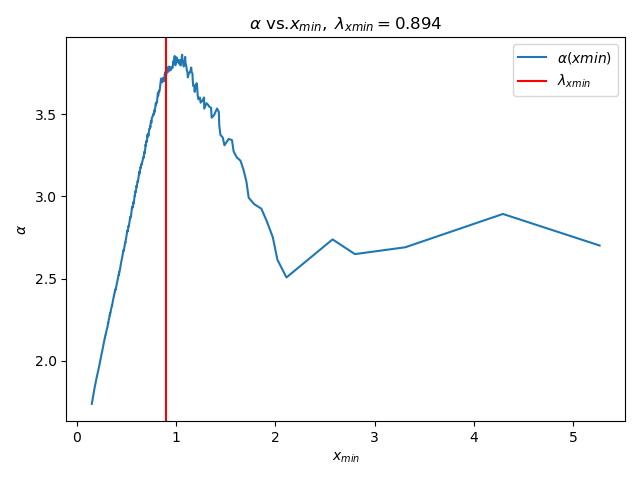 α vs.x_min, λ_xmin = 0.894
α(xmin)
λ_xmin
3.5
3.0
2.5
2.0
α
0 1 2 3 4 5
x_min